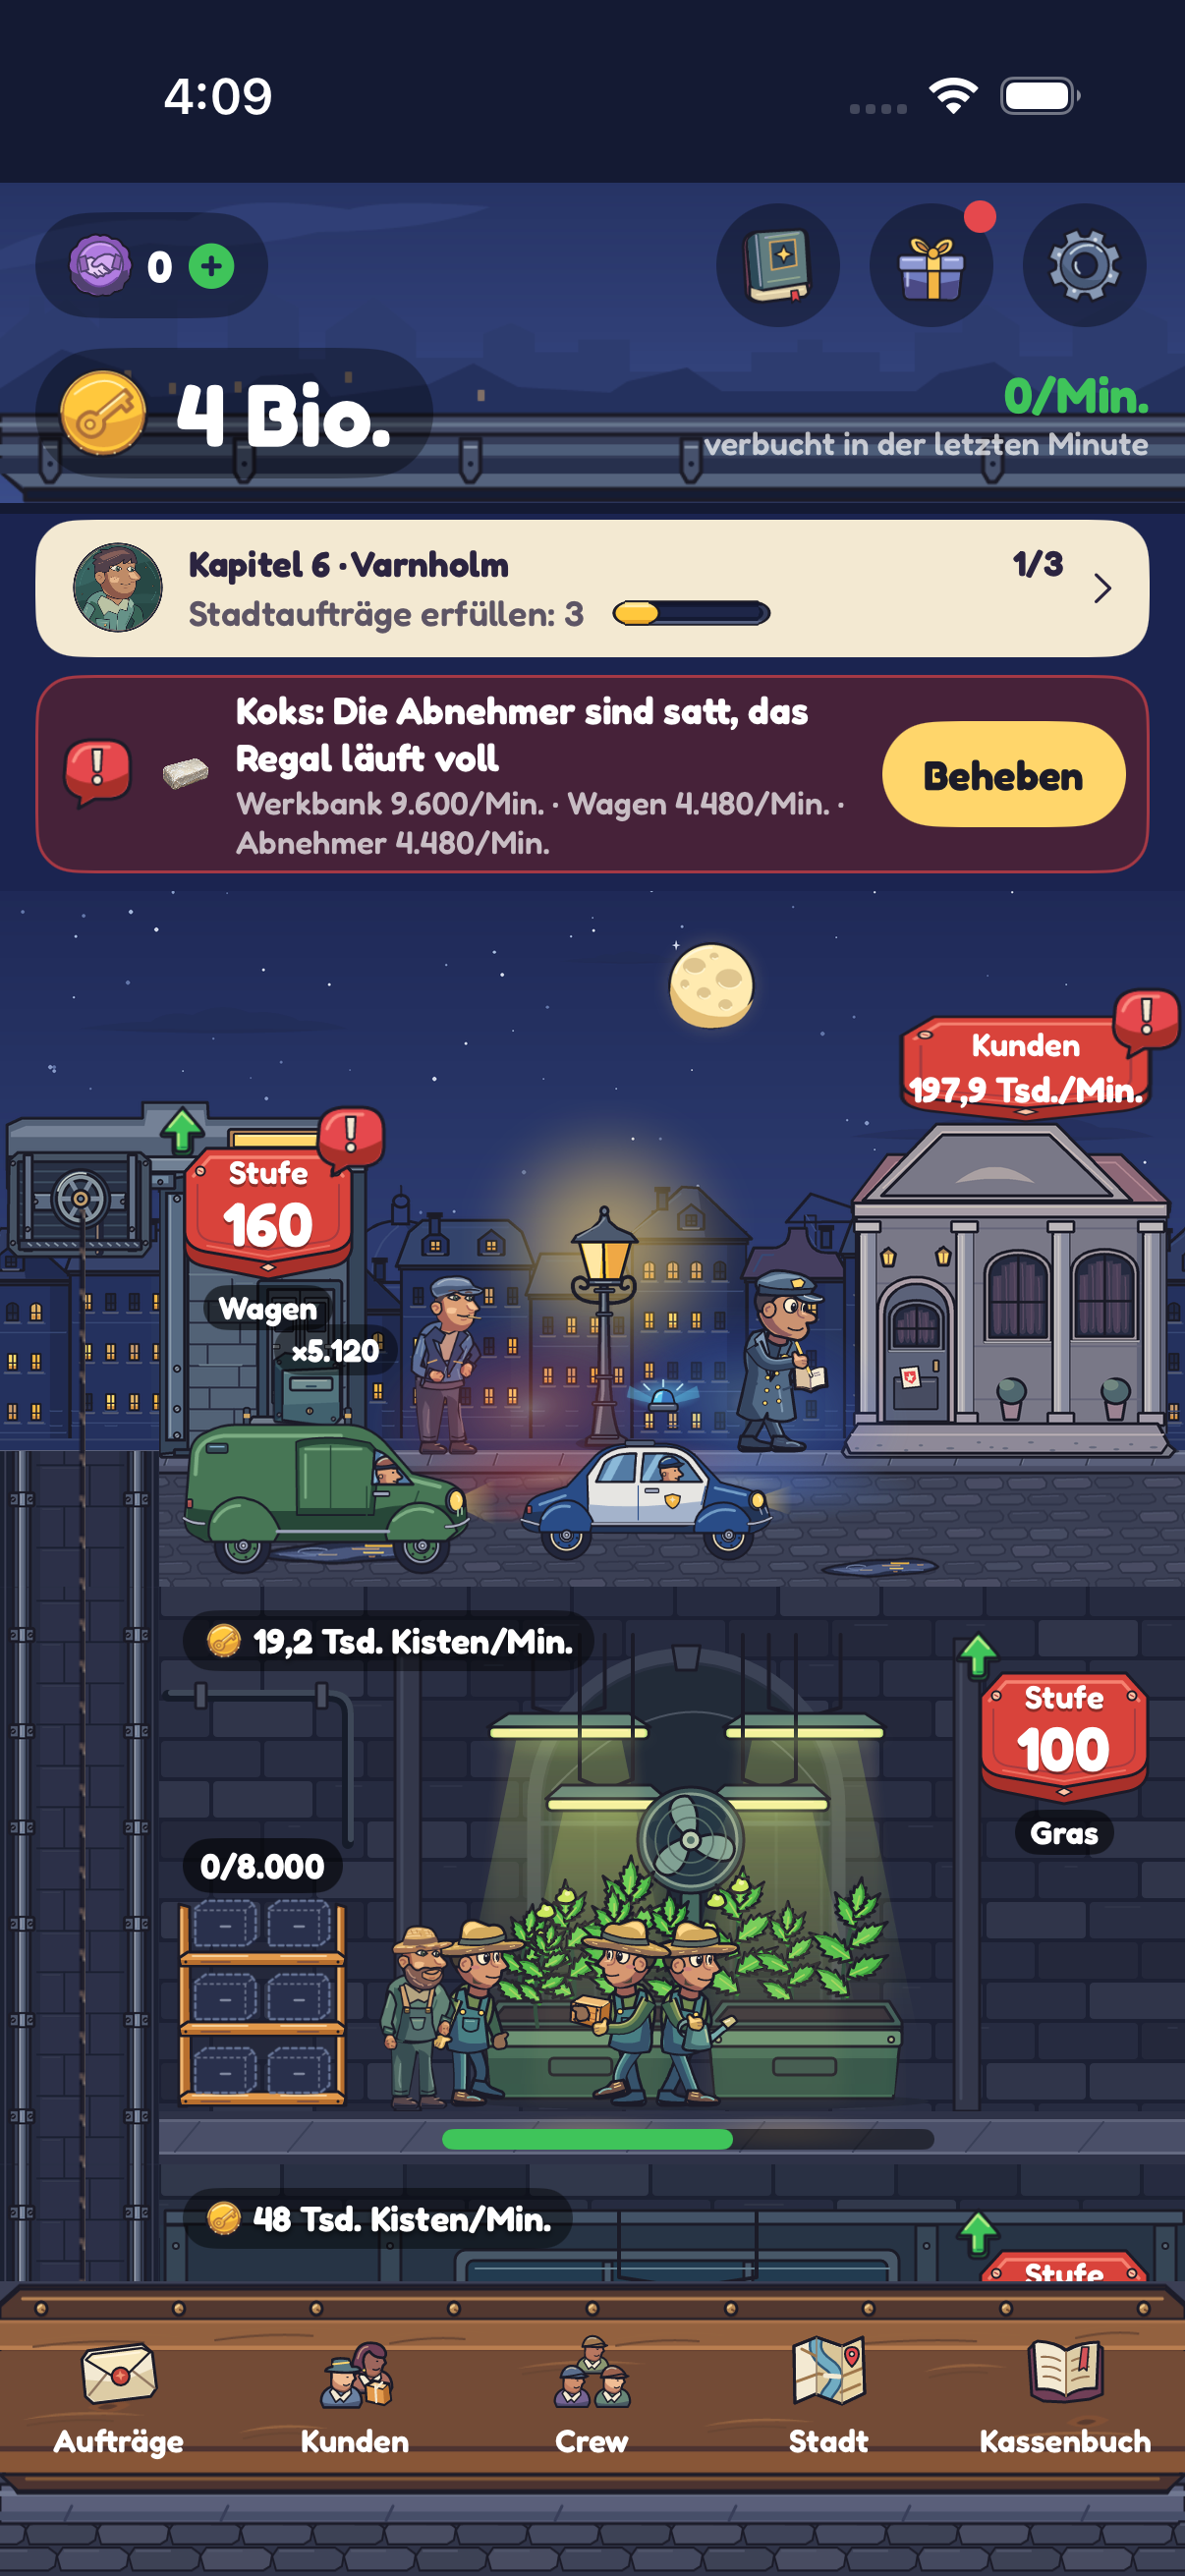 4:09
0
4 Bio.
0/Min.
verbucht in der letzten Minute
Kapitel 6 · Varnholm
1/3
Stadtaufträge erfüllen: 3
Koks: Die Abnehmer sind satt, das
Regal läuft voll
Werkbank 9.600/Min. · Wagen 4.480/Min. ·
Abnehmer 4.480/Min.
Beheben
Kunden
197,9 Tsd./Min.
Stufe
160
Wagen
×5.120
19,2 Tsd. Kisten/Min.
Stufe
100
Gras
0/8.000
48 Tsd. Kisten/Min.
Stufe
Aufträge
Kunden
Crew
Stadt
Kassenbuch